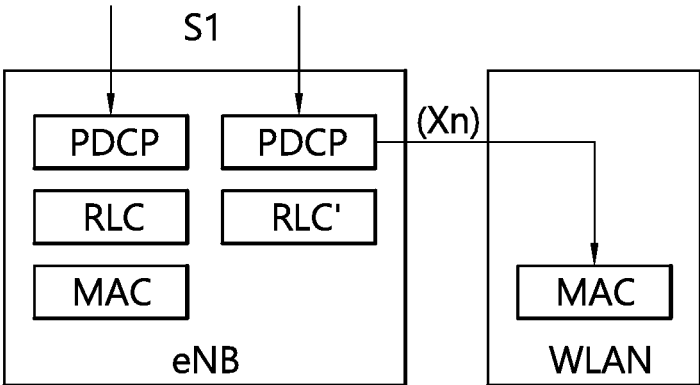 S1
PDCP PDCP (Xn)
RLC RLC'
MAC MAC
eNB WLAN